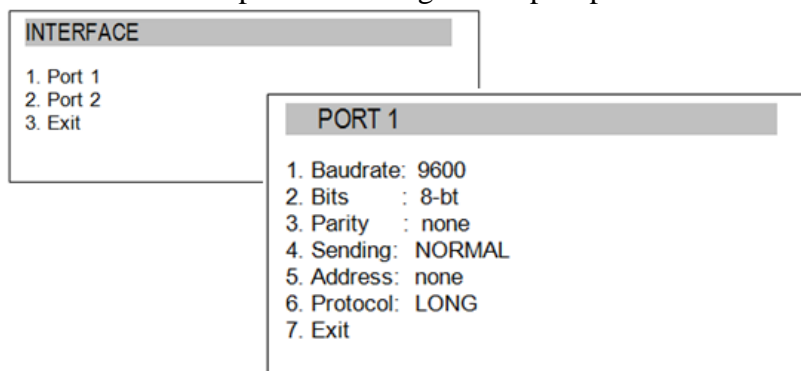 INTERFACE
1. Port 1
2. Port 2
3. Exit
PORT 1
1. Baudrate: 9600
2. Bits : 8-bt
3. Parity : none
4. Sending: NORMAL
5. Address: none
6. Protocol: LONG
7. Exit